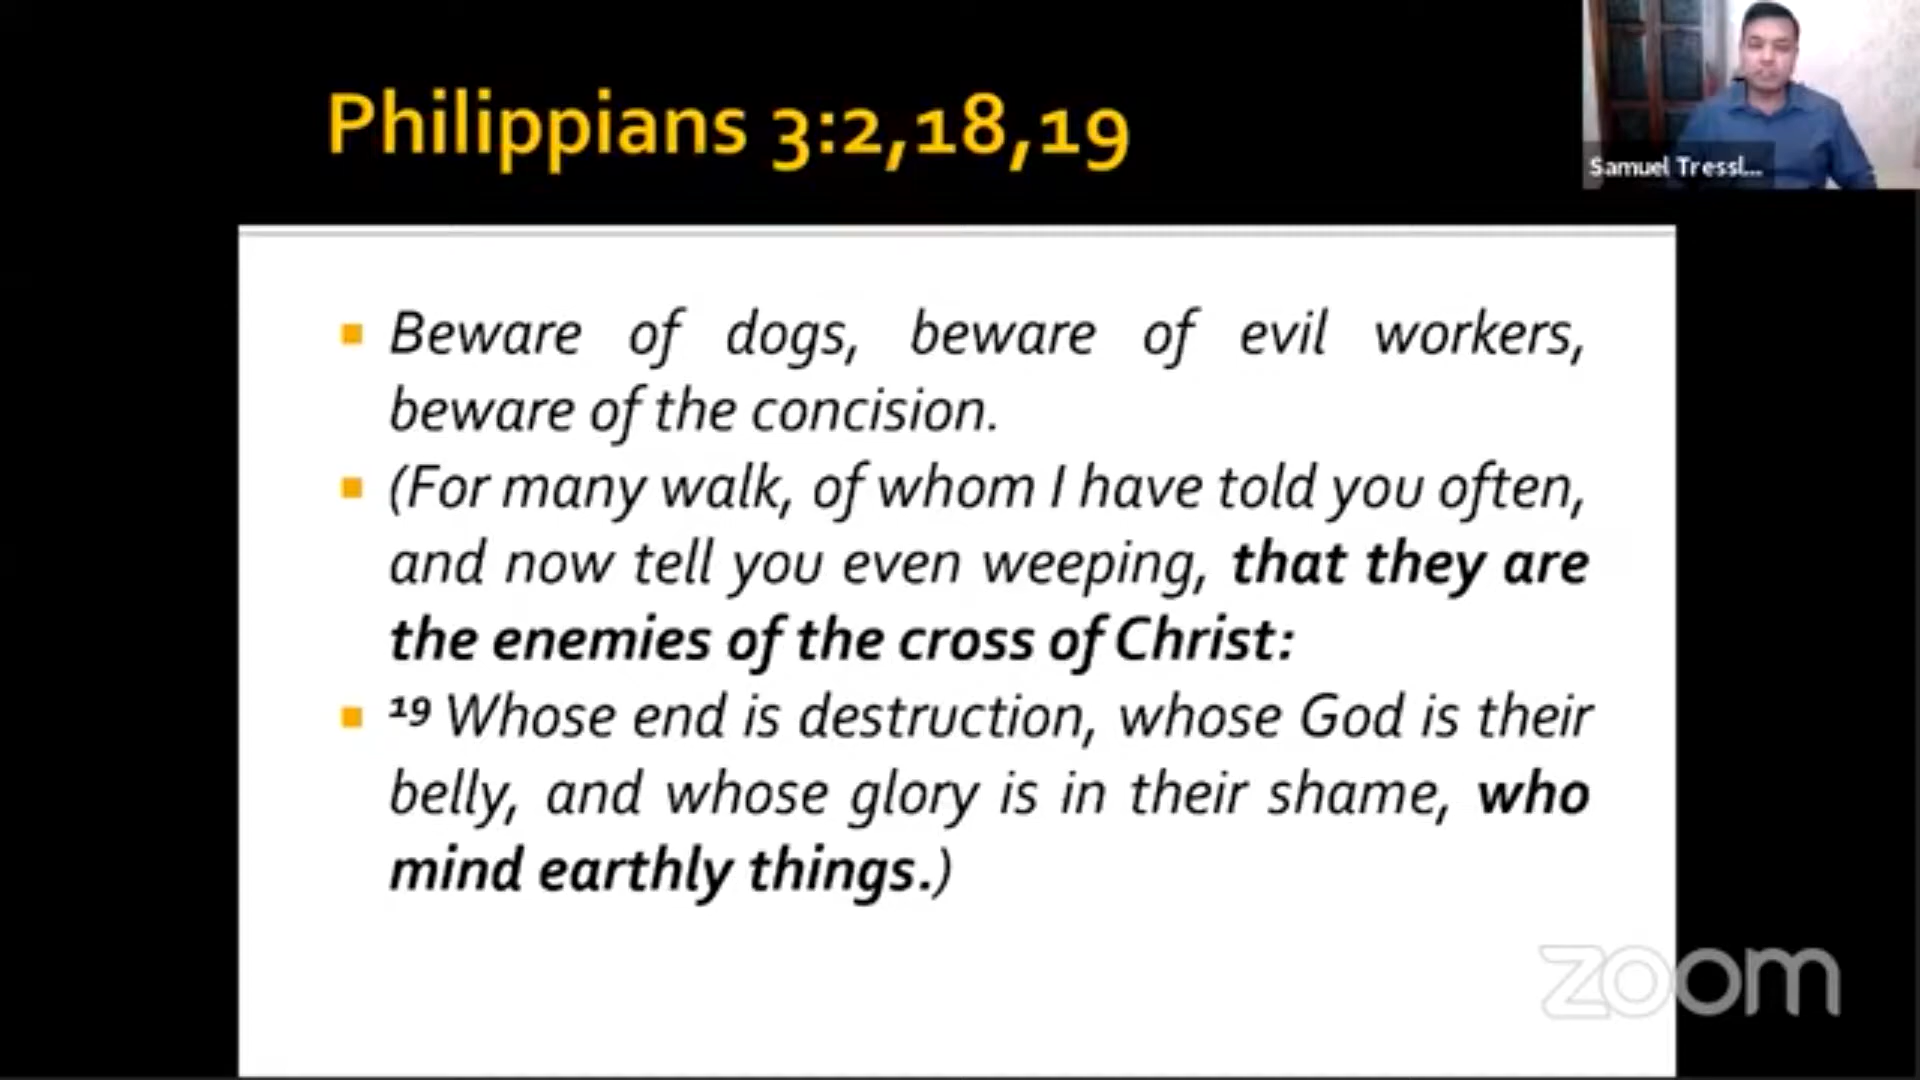 Philippians 3:2,18,19
Samuel Tressl...
Beware of dogs, beware of evil workers,
beware of the concision.
(For many walk, of whom I have told you often,
and now tell you even weeping, that they are
the enemies of the cross of Christ:
19 Whose end is destruction, whose God is their
belly, and whose glory is in their shame, who
mind earthly things.)
zoom